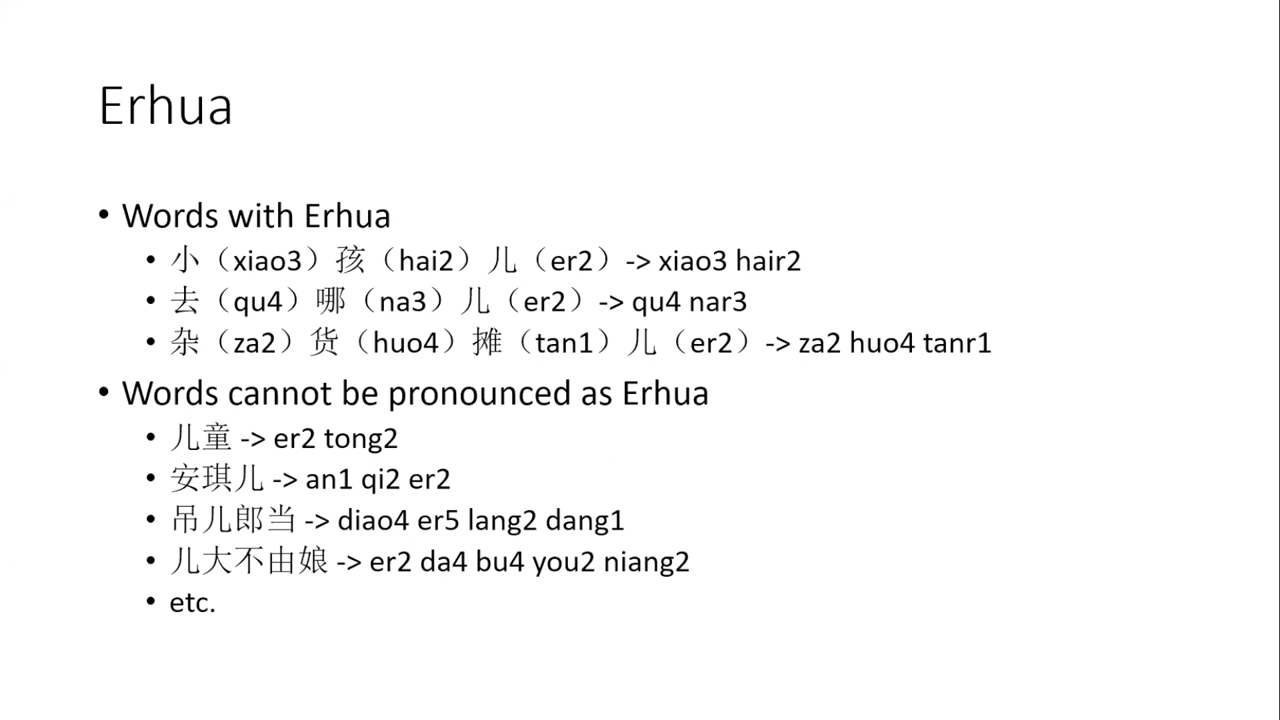 Erhua
• Words with Erhua
• 小（xiao3）孩（hai2）儿（er2）-> xiao3 hair2
• 去（qu4）哪（na3）儿（er2）-> qu4 nar3
• 杂（za2）货（huo4）摊（tan1）儿（er2）-> za2 huo4 tanr1
• Words cannot be pronounced as Erhua
• 儿童 -> er2 tong2
• 安琪儿 -> an1 qi2 er2
• 吊儿郎当 -> diao4 er5 lang2 dang1
• 儿大不由娘 -> er2 da4 bu4 you2 niang2
• etc.